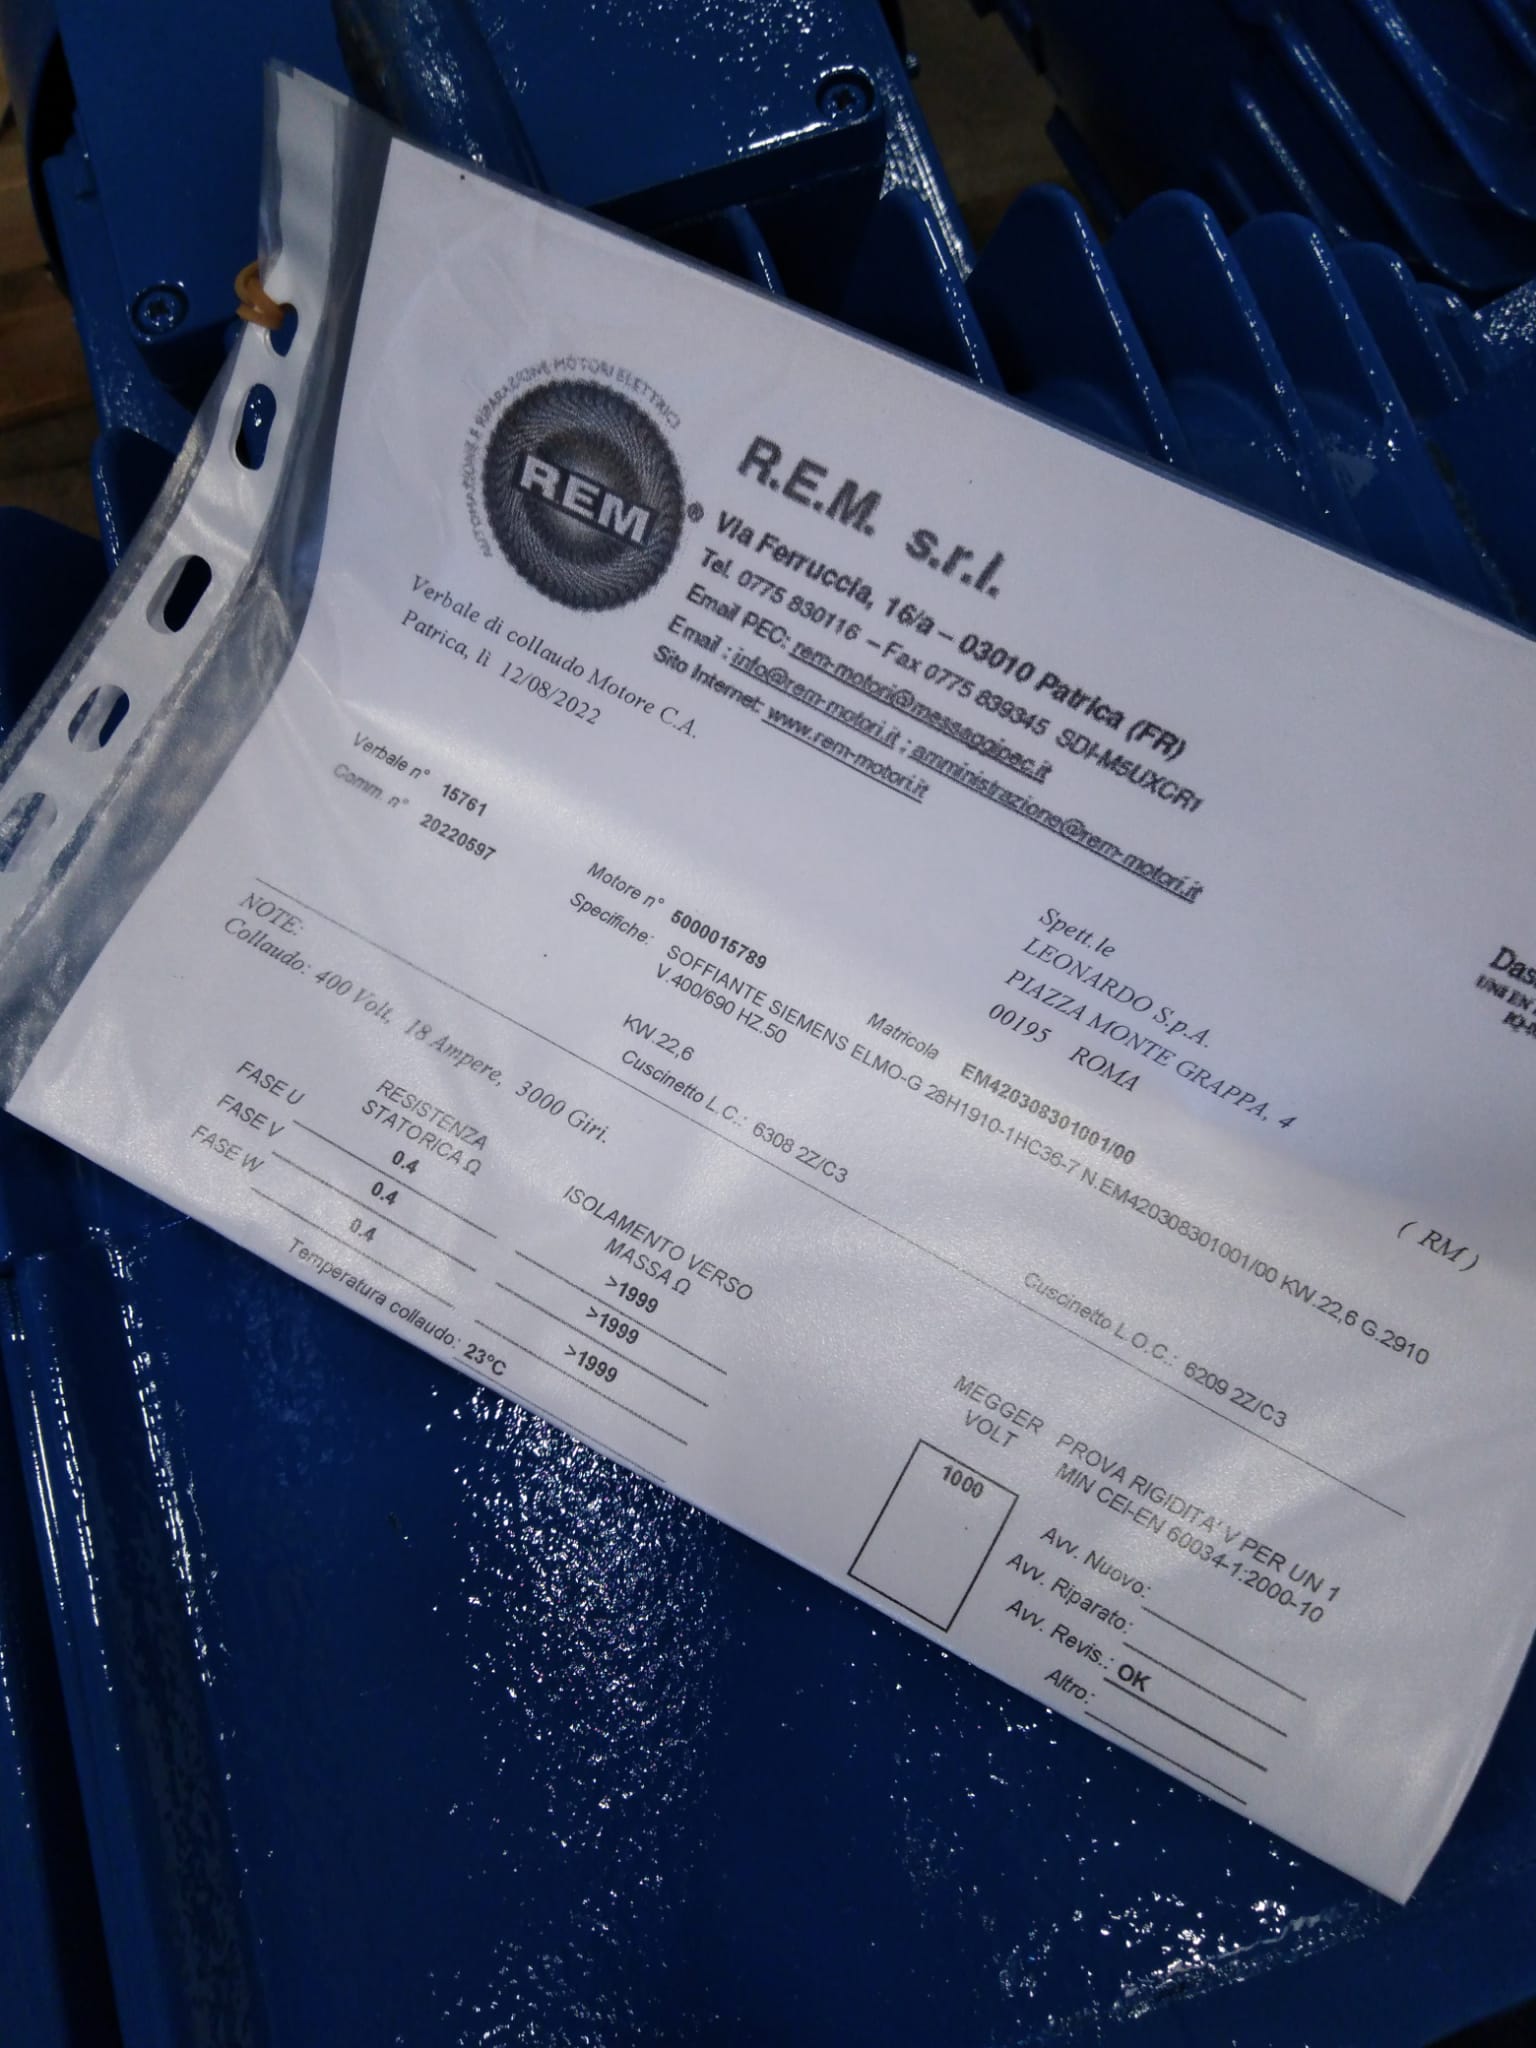 AUTOMAZIONE E RIPARAZIONE MOTORI ELETTRICI
REM
®
R.E.M. s.r.l.
Via Ferruccia, 16/a – 03010 Patrica (FR)
Tel. 0775 830116 – Fax 0775 839345 SDI-M5UXCR1
Email PEC: rem-motori@messaggipec.it
Email : info@rem-motori.it ; amministrazione@rem-motori.it
Sito Internet: www.rem-motori.it
Verbale di collaudo Motore C.A.
Patrica, lì 12/08/2022
Spett.le
LEONARDO S.p.A.
PIAZZA MONTE GRAPPA, 4
00195 ROMA ( RM )
Verbale n° 15761
Comm. n° 20220597
Motore n° 5000015789 Matricola EM420308301001/00
Specifiche: SOFFIANTE SIEMENS ELMO-G 28H1910-1HC36-7 N.EM420308301001/00 KW.22,6 G.2910
V.400/690 HZ.50
KW.22,6
Cuscinetto L.C.: 6308 2Z/C3 Cuscinetto L.O.C.: 6209 2Z/C3
NOTE:
Collaudo: 400 Volt, 18 Ampere, 3000 Giri.
RESISTENZA
STATORICA Ω
ISOLAMENTO VERSO
MASSA Ω
MEGGER
VOLT
PROVA RIGIDITA' V PER UN 1
MIN CEI-EN 60034-1:2000-10
FASE U 0.4 >1999
FASE V 0.4 >1999
FASE W 0.4 >1999
1000
Avv. Nuovo:
Avv. Riparato:
Avv. Revis.: OK
Altro:
Temperatura collaudo: 23°C